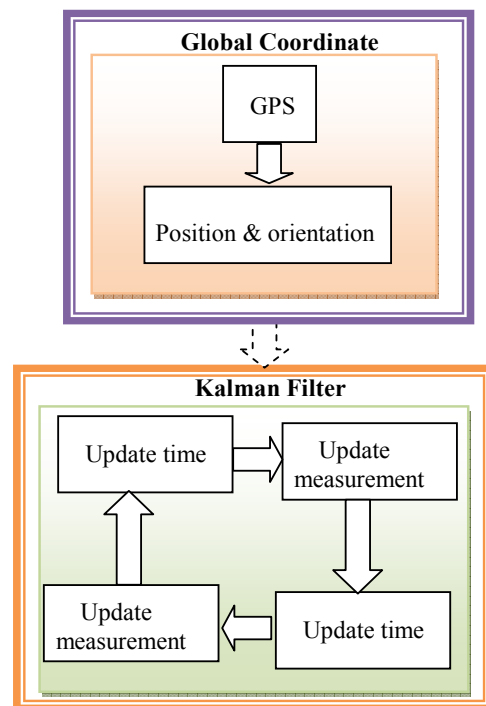 Global Coordinate
GPS
Position & orientation
Kalman Filter
Update time
Update
measurement
Update
measurement
Update time